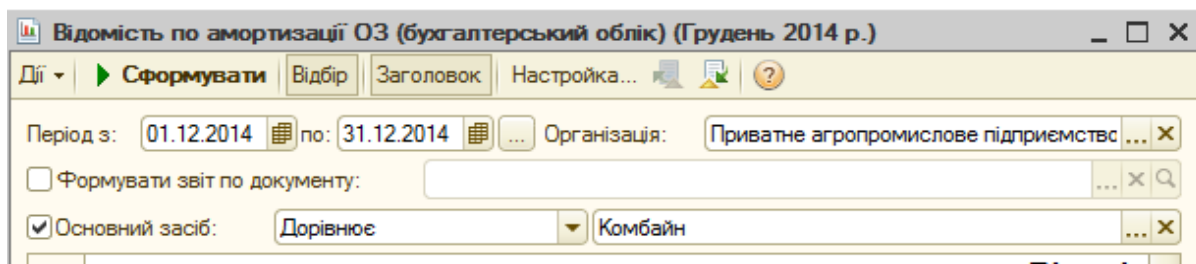 Відомість по амортизації ОЗ (бухгалтерський облік) (Грудень 2014 р.)
Дії Сформувати Відбір Заголовок Настройка...
Період з: 01.12.2014 по: 31.12.2014 ... Організація: Приватне агропромислове підприємство ...
Формувати звіт по документу: ...
Основний засіб: Дорівнює Комбайн ...